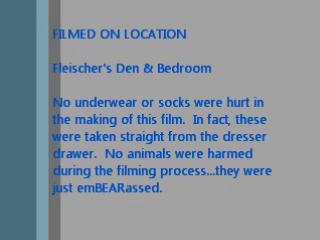 FILMED ON LOCATION
Fleischer's Den & Bedroom
No underwear or socks were hurt in
the making of this film. In fact, these
were taken straight from the dresser
drawer. No animals were harmed
during the filming process...they were
just emBEARassed.